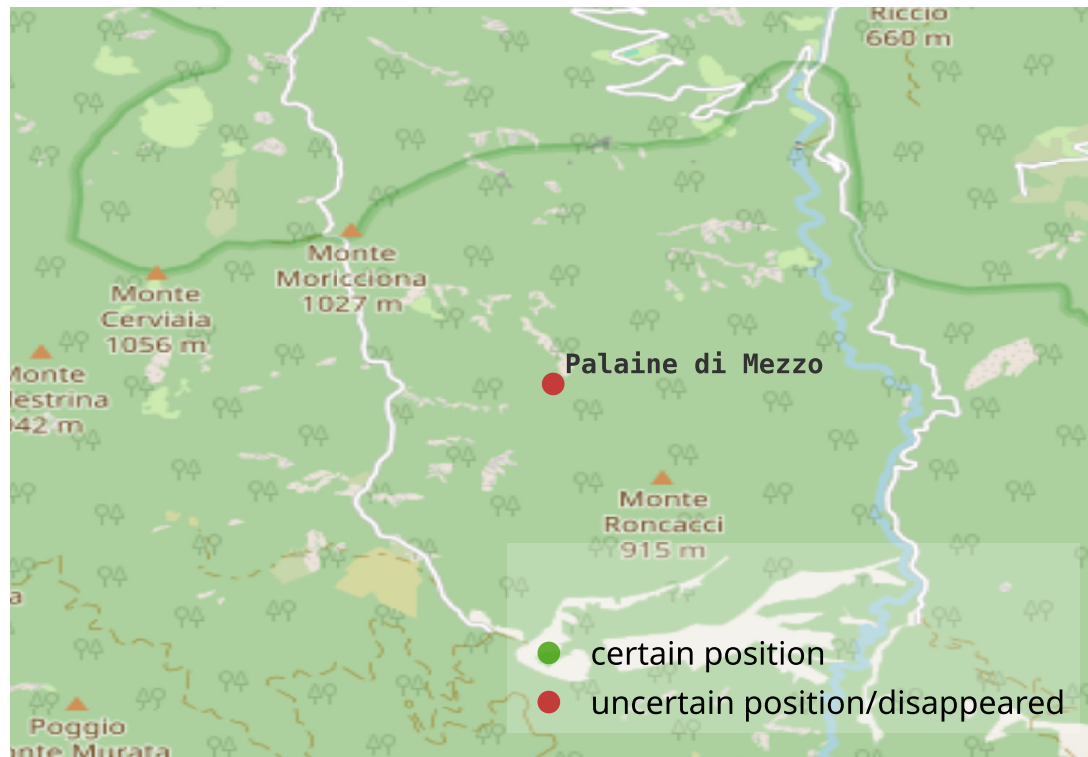 Riccio
660 m
Monte
Moricciona
1027 m
Monte
Cerviaia
1056 m
Palaine di Mezzo
Monte
Roncacci
915 m
certain position
uncertain position/disappeared
Poggio
Murata